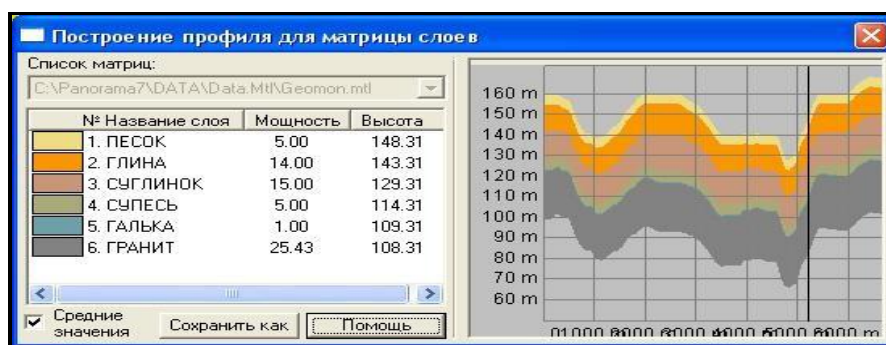 Построение профиля для матрицы слоев
Список матриц:
C:\Panorama7\DATA\Data.Mtl\Geomon.mtl
№ Название слоя Мощность Высота
1. ПЕСОК 5.00 148.31
2. ГЛИНА 14.00 143.31
3. СУГЛИНОК 15.00 129.31
4. СУПЕСЬ 5.00 114.31
5. ГАЛЬКА 1.00 109.31
6. ГРАНИТ 25.43 108.31
Средние
значения
Сохранить как
Помощь
160 m
150 m
140 m
130 m
120 m
110 m
100 m
90 m
80 m
70 m
60 m